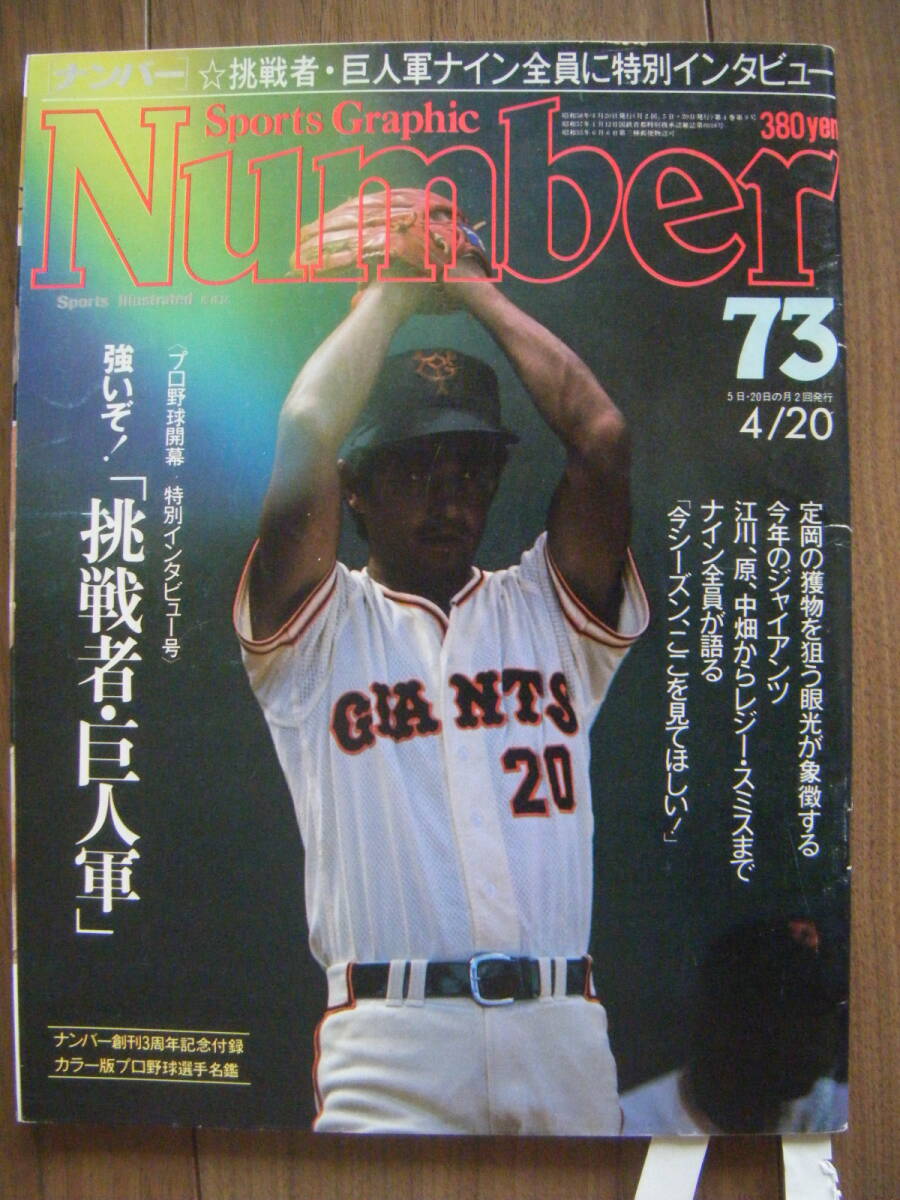 ナンバー
☆挑戦者・巨人軍ナイン全員に特別インタビュー
Sports Graphic
Number
380yen
73
5日・20日の月2回発行
4/20
〈プロ野球開幕・特別インタビュー号〉
強いぞ!「挑戦者・巨人軍」
定岡の獲物を狙う眼光が象徴する
今年のジャイアンツ
江川、原、中畑からレジー・スミスまで
ナイン全員が語る
「今シーズン、ここを見てほしい!」
Sports Illustrated
GIANTS
20
ナンバー創刊3周年記念付録
カラー版プロ野球選手名鑑